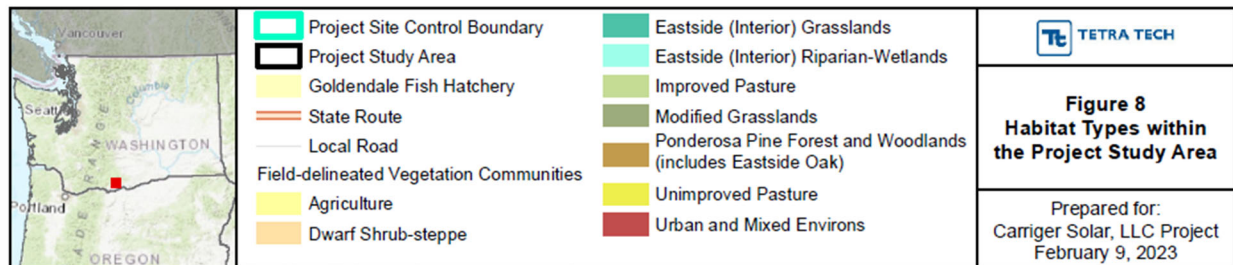 Vancouver
Columbia
Seattle
WASHINGTON
Portland
OREGON
Project Site Control Boundary
Project Study Area
Goldendale Fish Hatchery
State Route
Local Road
Field-delineated Vegetation Communities
Agriculture
Dwarf Shrub-steppe
Eastside (Interior) Grasslands
Eastside (Interior) Riparian-Wetlands
Improved Pasture
Modified Grasslands
Ponderosa Pine Forest and Woodlands
(includes Eastside Oak)
Unimproved Pasture
Urban and Mixed Environs
Tt TETRA TECH
Figure 8
Habitat Types within
the Project Study Area
Prepared for:
Carriger Solar, LLC Project
February 9, 2023